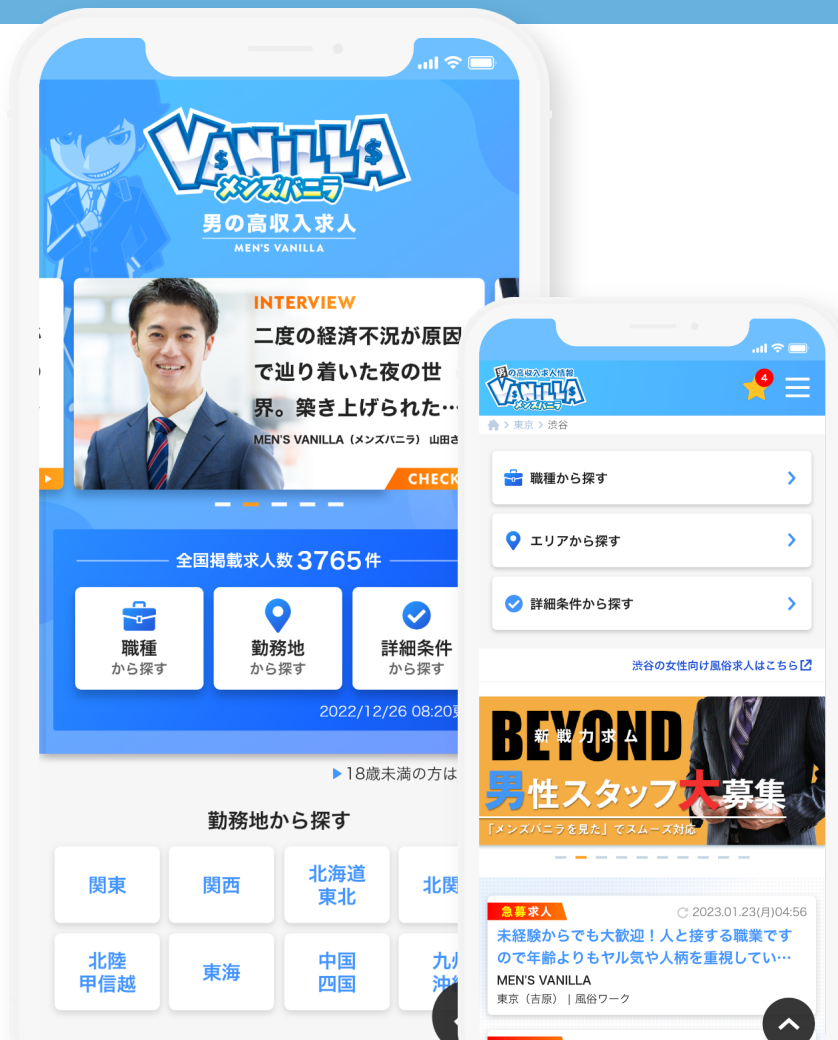 VANILLA
メンズバニラ
男の高収入求人
MEN'S VANILLA
INTERVIEW
二度の経済不況が原因
で辿り着いた夜の世
界。築き上げられた…
MEN'S VANILLA（メンズバニラ） 山田さ
CHECK
全国掲載求人数 3765件
職種
から探す
勤務地
から探す
詳細条件
から探す
2022/12/26 08:20
18歳未満の方は
勤務地から探す
関東
関西
北海道
東北
北関
北陸
甲信越
東海
中国
四国
男の高収入求人情報
VANILLA
メンズバニラ
4
東京 > 渋谷
職種から探す
エリアから探す
詳細条件から探す
渋谷の女性向け風俗求人はこちら
BEYOND
新戦力求ム
男性スタッフ大募集
「メンズバニラを見た」でスムーズ対応
急募求人
2023.01.23(月)04:56
未経験からでも大歓迎！人と接する職業です
ので年齢よりもヤル気や人柄を重視してい…
MEN'S VANILLA
東京（吉原）｜風俗ワーク